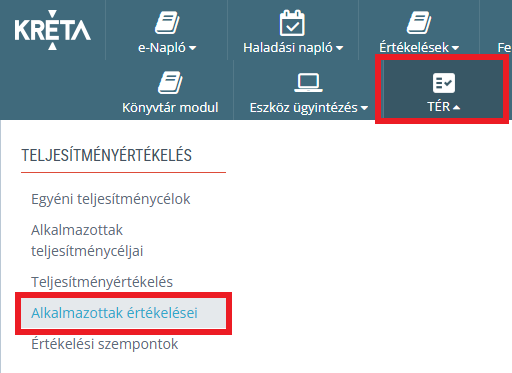 KRÉTA
e-Napló
Haladási napló
Értékelések
Fe
Könyvtár modul
Eszköz ügyintézés
TÉR
TELJESÍTMÉNYÉRTÉKELÉS
Egyéni teljesítménycélok
Alkalmazottak
teljesítménycéljai
Teljesítményértékelés
Alkalmazottak értékelései
Értékelési szempontok